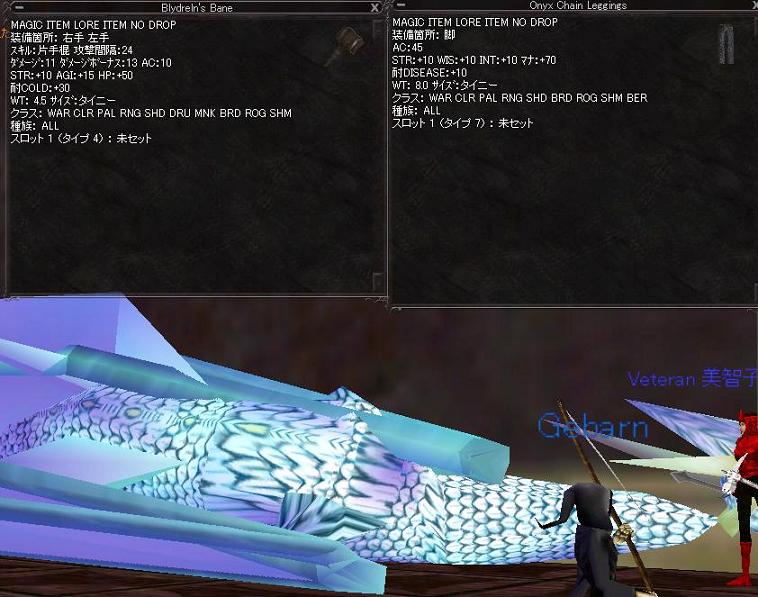 Blydreln's Bane
MAGIC ITEM LORE ITEM NO DROP
装備箇所: 右手 左手
スキル: 片手棍 攻撃間隔:24
ダメージ:11 ダメージボーナス:13 AC:10
STR:+10 AGI:+15 HP:+50
耐COLD:+30
WT: 4.5 サイズ:タイニー
クラス: WAR CLR PAL RNG SHD DRU MNK BRD ROG SHM
種族: ALL
スロット 1 (タイプ 4) : 未セット
Onyx Chain Leggings
MAGIC ITEM LORE ITEM NO DROP
装備箇所: 脚
AC:45
STR:+10 WIS:+10 INT:+10 マナ:+70
耐DISEASE:+10
WT: 8.0 サイズ:タイニー
クラス: WAR CLR PAL RNG SHD BRD ROG SHM BER
種族: ALL
スロット 1 (タイプ 7) : 未セット
Veteran 美智子
Gebarn